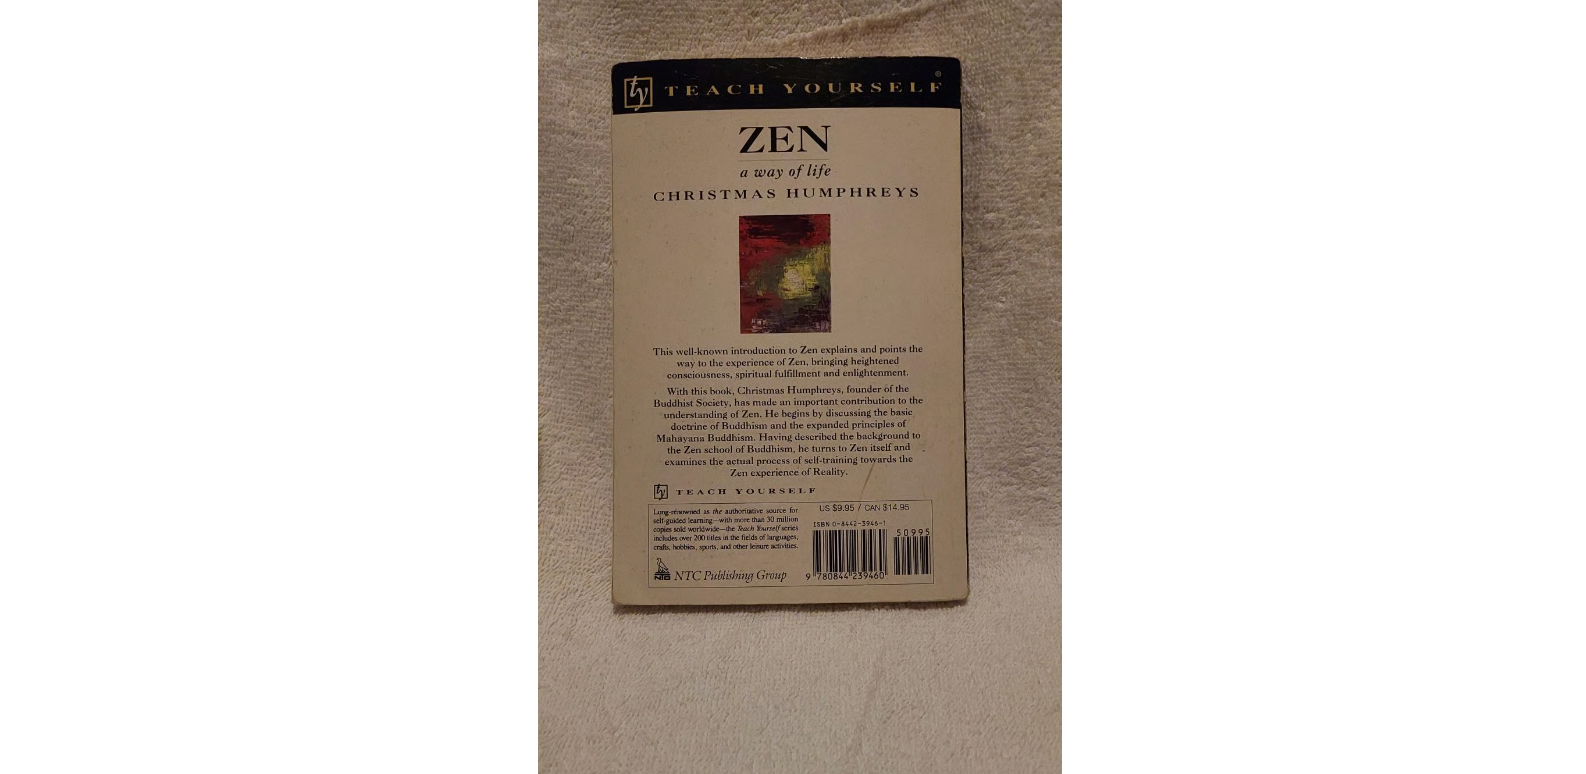 ty TEACH YOURSELF®
ZEN
a way of life
CHRISTMAS HUMPHREYS
This well-known introduction to Zen explains and points the
way to the experience of Zen, bringing heightened
consciousness, spiritual fulfillment and enlightenment.
With this book, Christmas Humphreys, founder of the
Buddhist Society, has made an important contribution to the
understanding of Zen. He begins by discussing the basic
doctrine of Buddhism and the expanded principles of
Mahayana Buddhism. Having described the background to
the Zen school of Buddhism, he turns to Zen itself and
examines the actual process of self-training towards the
Zen experience of Reality.
ty TEACH YOURSELF
Long-renowned as the authoritative source for
self-guided learning—with more than 30 million
copies sold worldwide—the Teach Yourself series
includes over 200 titles in the fields of languages,
crafts, hobbies, sports, and other leisure activities.
NTC NTC Publishing Group
US $9.95 / CAN $14.95
ISBN 0-8442-3946-1
50995
9 780844 239460